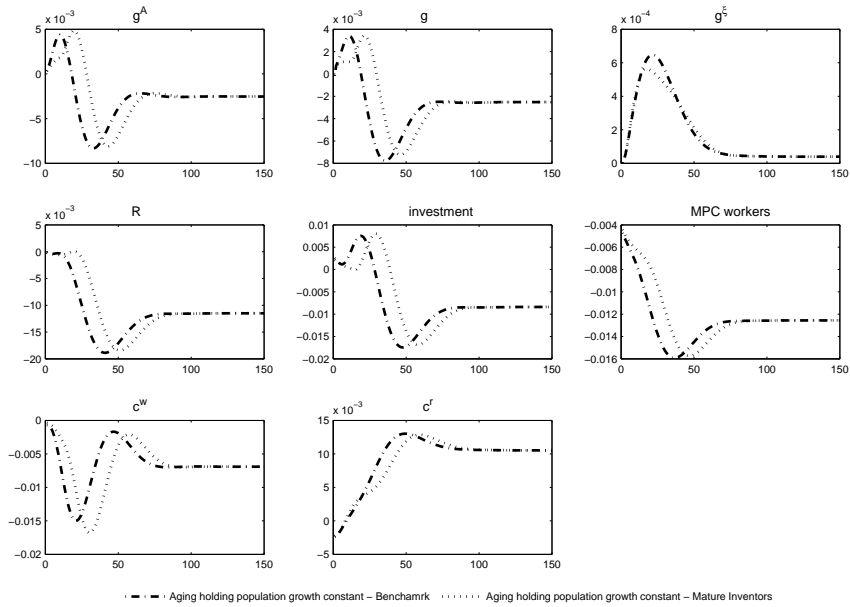 g^A
x 10^−3
5
0
−5
−10
0 50 100 150
g
x 10^−3
4
2
0
−2
−4
−6
−8
0 50 100 150
g^ξ
x 10^−4
8
6
4
2
0
0 50 100 150
R
x 10^−3
5
0
−5
−10
−15
−20
0 50 100 150
investment
0.01
0.005
0
−0.005
−0.01
−0.015
−0.02
0 50 100 150
MPC workers
−0.004
−0.006
−0.008
−0.01
−0.012
−0.014
−0.016
0 50 100 150
c^w
0
−0.005
−0.01
−0.015
−0.02
0 50 100 150
c^r
x 10^−3
15
10
5
0
−5
0 50 100 150
Aging holding population growth constant − Benchamrk
Aging holding population growth constant − Mature Inventors